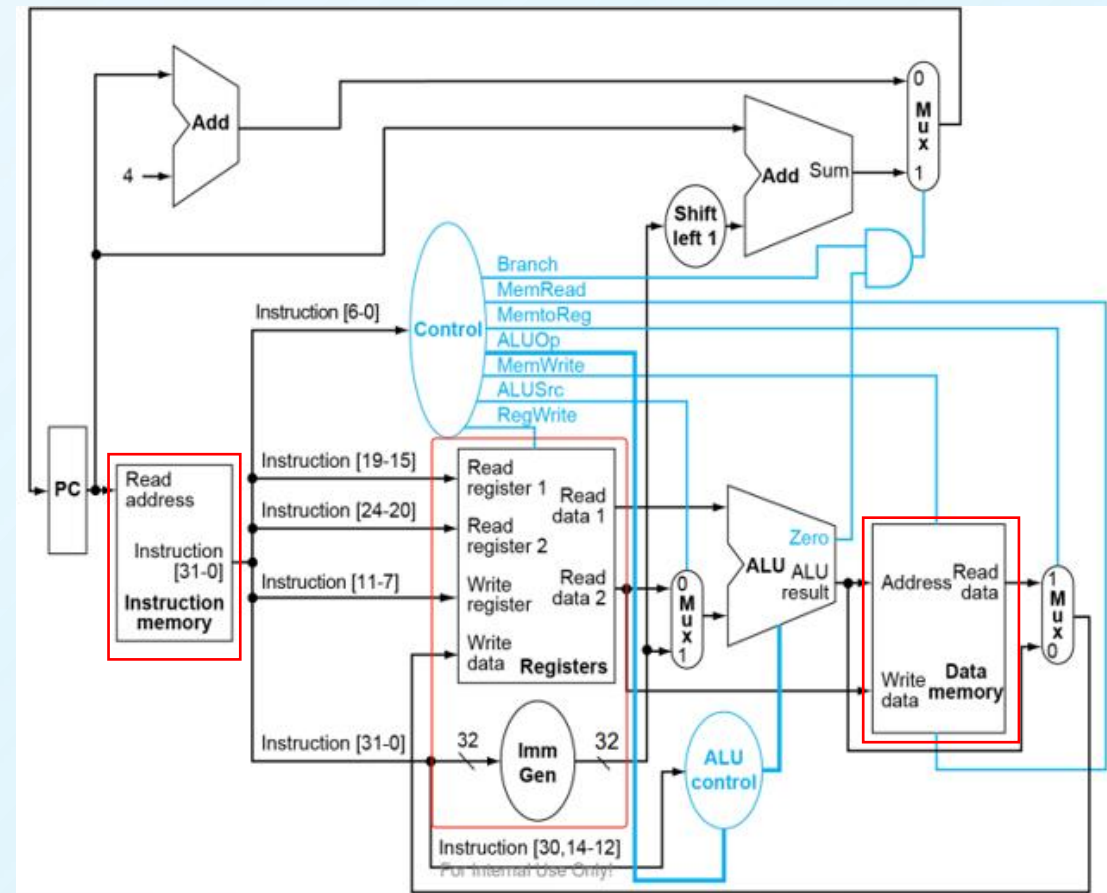 Add
4
0
Mux
1
Add Sum
Shift
left 1
Branch
MemRead
MemtoReg
ALUOp
MemWrite
ALUSrc
RegWrite
Control
Instruction [6-0]
PC
Read
address
Instruction
[31-0]
Instruction
memory
Instruction [19-15]
Instruction [24-20]
Instruction [11-7]
Instruction [31-0]
Read
register 1
Read
data 1
Read
register 2
Write
register
Read
data 2
Write
data
Registers
32
Imm
Gen
32
0
Mux
1
Zero
ALU
ALU
result
ALU
control
Address
Read
data
Write
data
Data
memory
1
Mux
0
Instruction [30,14-12]
For Internal Use Only!